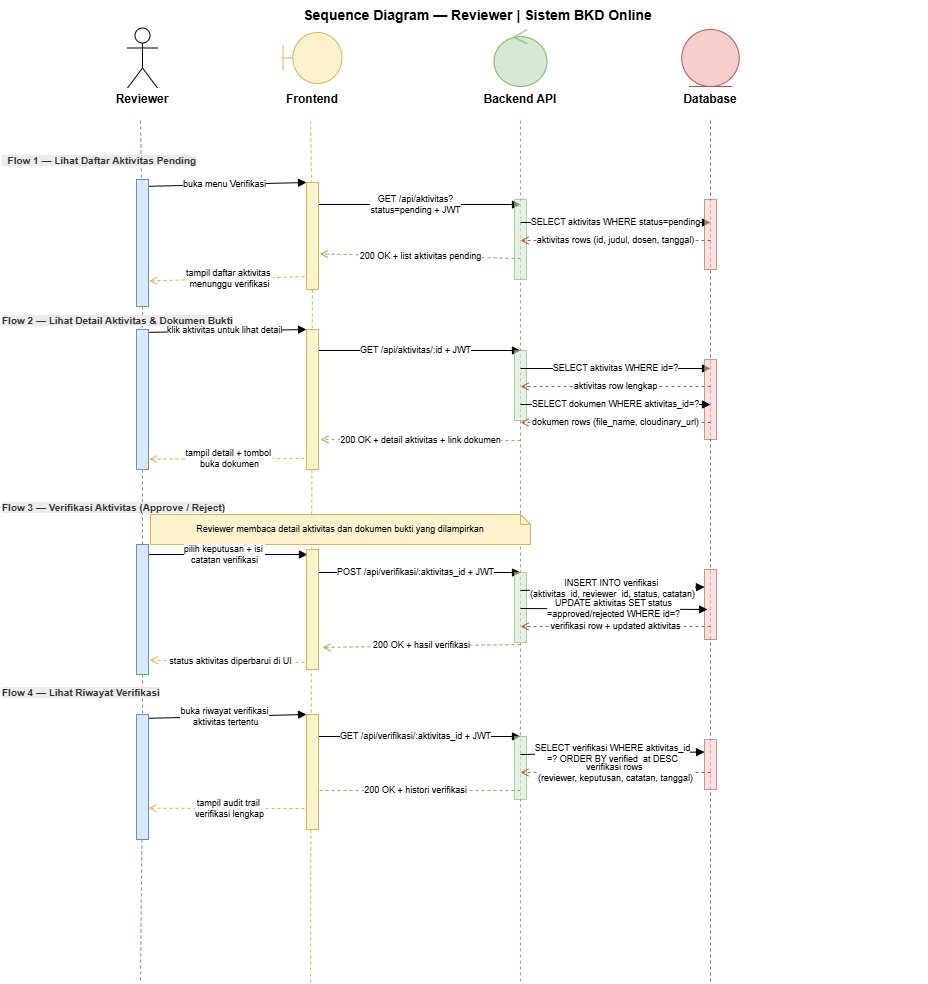 Sequence Diagram — Reviewer | Sistem BKD Online
Reviewer
Frontend
Backend API
Database
Flow 1 — Lihat Daftar Aktivitas Pending
buka menu Verifikasi
GET /api/aktivitas?
status=pending + JWT
SELECT aktivitas WHERE status=pending
aktivitas rows (id, judul, dosen, tanggal)
200 OK + list aktivitas pending
tampil daftar aktivitas
menunggu verifikasi
Flow 2 — Lihat Detail Aktivitas & Dokumen Bukti
klik aktivitas untuk lihat detail
GET /api/aktivitas/:id + JWT
SELECT aktivitas WHERE id=?
aktivitas row lengkap
SELECT dokumen WHERE aktivitas_id=?
dokumen rows (file_name, cloudinary_url)
200 OK + detail aktivitas + link dokumen
tampil detail + tombol
buka dokumen
Flow 3 — Verifikasi Aktivitas (Approve / Reject)
Reviewer membaca detail aktivitas dan dokumen bukti yang dilampirkan
pilih keputusan + isi
catatan verifikasi
POST /api/verifikasi/:aktivitas_id + JWT
INSERT INTO verifikasi
(aktivitas_id, reviewer_id, status, catatan)
UPDATE aktivitas SET status
=approved/rejected WHERE id=?
verifikasi row + updated aktivitas
200 OK + hasil verifikasi
status aktivitas diperbarui di UI
Flow 4 — Lihat Riwayat Verifikasi
buka riwayat verifikasi
aktivitas tertentu
GET /api/verifikasi/:aktivitas_id + JWT
SELECT verifikasi WHERE aktivitas_id
=? ORDER BY verified_at DESC
verifikasi rows
(reviewer, keputusan, catatan, tanggal)
200 OK + histori verifikasi
tampil audit trail
verifikasi lengkap